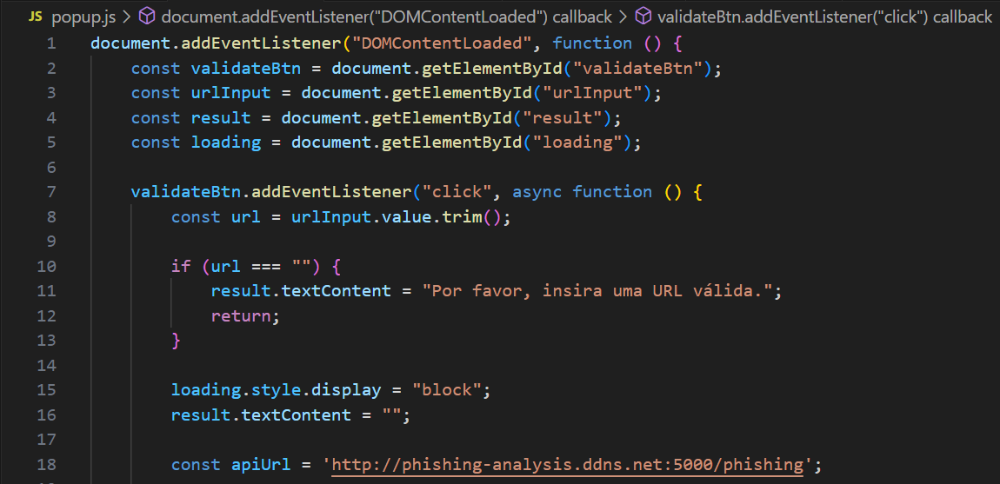 JS popup.js > document.addEventListener("DOMContentLoaded") callback > validateBtn.addEventListener("click") callback
1 document.addEventListener("DOMContentLoaded", function () {
2     const validateBtn = document.getElementById("validateBtn");
3     const urlInput = document.getElementById("urlInput");
4     const result = document.getElementById("result");
5     const loading = document.getElementById("loading");
6
7     validateBtn.addEventListener("click", async function () {
8         const url = urlInput.value.trim();
9
10         if (url === "") {
11             result.textContent = "Por favor, insira uma URL válida.";
12             return;
13         }
14
15         loading.style.display = "block";
16         result.textContent = "";
17
18         const apiUrl = 'http://phishing-analysis.ddns.net:5000/phishing';